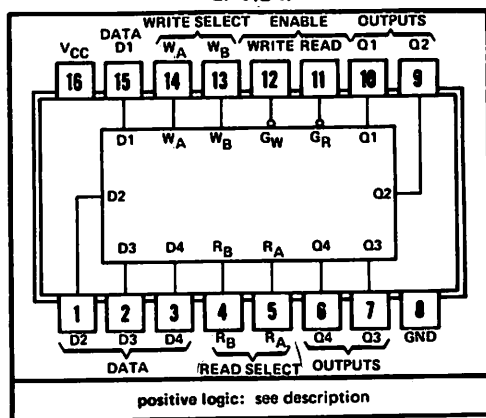 WRITE SELECT ENABLE OUTPUTS
DATA
VCC D1 WA WB WRITE READ Q1 Q2
16 15 14 13 12 11 10 9
D1 WA WB GW GR Q1
D2 Q2
D3 D4 RB RA Q4 Q3
1 2 3 4 5 6 7 8
D2 D3 D4 RB RA Q4 Q3 GND
DATA READ SELECT OUTPUTS
positive logic: see description